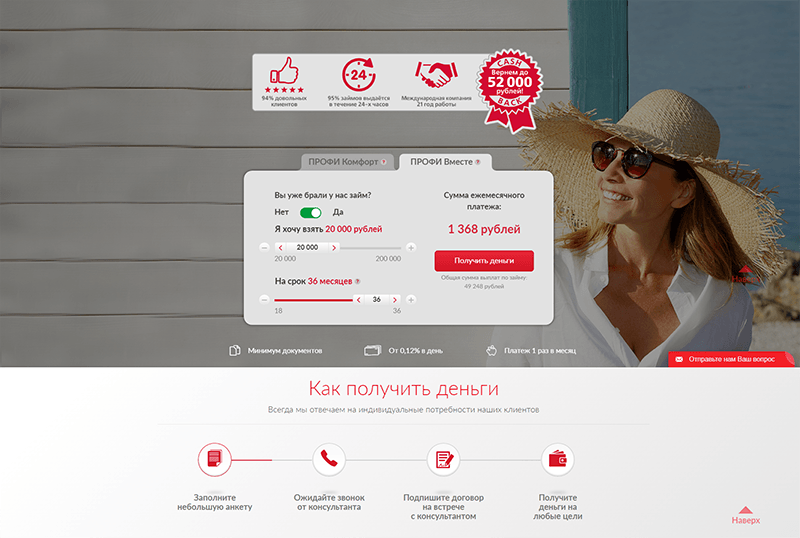 CASH
Вернем до
52 000
рублей!
BACK
24
94% довольных
клиентов
95% займов выдаётся
в течение 24-х часов
Международная компания
21 год работы
ПРОФИ Комфорт ?
ПРОФИ Вместе ?
Вы уже брали у нас займ?
Нет Да
Я хочу взять 20 000 рублей
20 000
20 000 200 000
На срок 36 месяцев ?
36
18 36
Сумма ежемесячного
платежа:
1 368 рублей
Получить деньги
Общая сумма выплат по займу:
49 248 рублей
Минимум документов
От 0,12% в день
Платеж 1 раз в месяц
Отправьте нам Ваш вопрос
Как получить деньги
Всегда мы отвечаем на индивидуальные потребности наших клиентов
Заполните
небольшую анкету
Ожидайте звонок
от консультанта
Подпишите договор
на встрече
с консультантом
Получите
деньги на
любые цели
Наверх